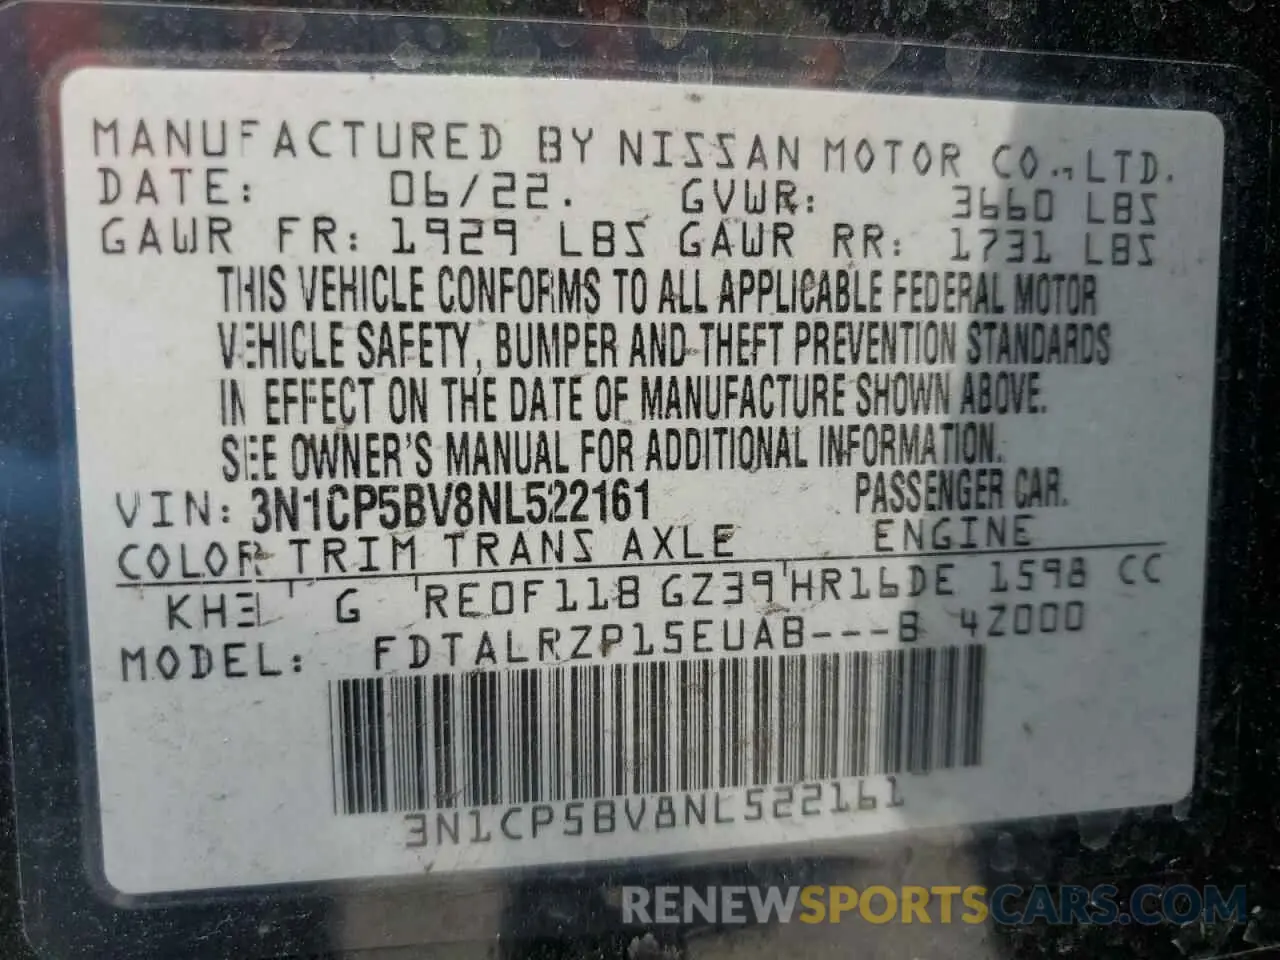 MANUFACTURED BY NISSAN MOTOR CO., LTD.
DATE: 06/22. GVWR: 3660 LBS
GAWR FR: 1929 LBS GAWR RR: 1731 LBS
THIS VEHICLE CONFORMS TO ALL APPLICABLE FEDERAL MOTOR
VEHICLE SAFETY, BUMPER AND THEFT PREVENTION STANDARDS
IN EFFECT ON THE DATE OF MANUFACTURE SHOWN ABOVE.
SEE OWNER'S MANUAL FOR ADDITIONAL INFORMATION.
VIN: 3N1CP5BV8NL522161 PASSENGER CAR.
COLOR TRIM TRANS AXLE ENGINE
KH3 G RE0F11B GZ39 HR16DE 1598 CC
MODEL: FDTALRZP15EUAB---B 4Z000
3N1CP5BV8NL522161
RENEWSPORTSCARS.COM